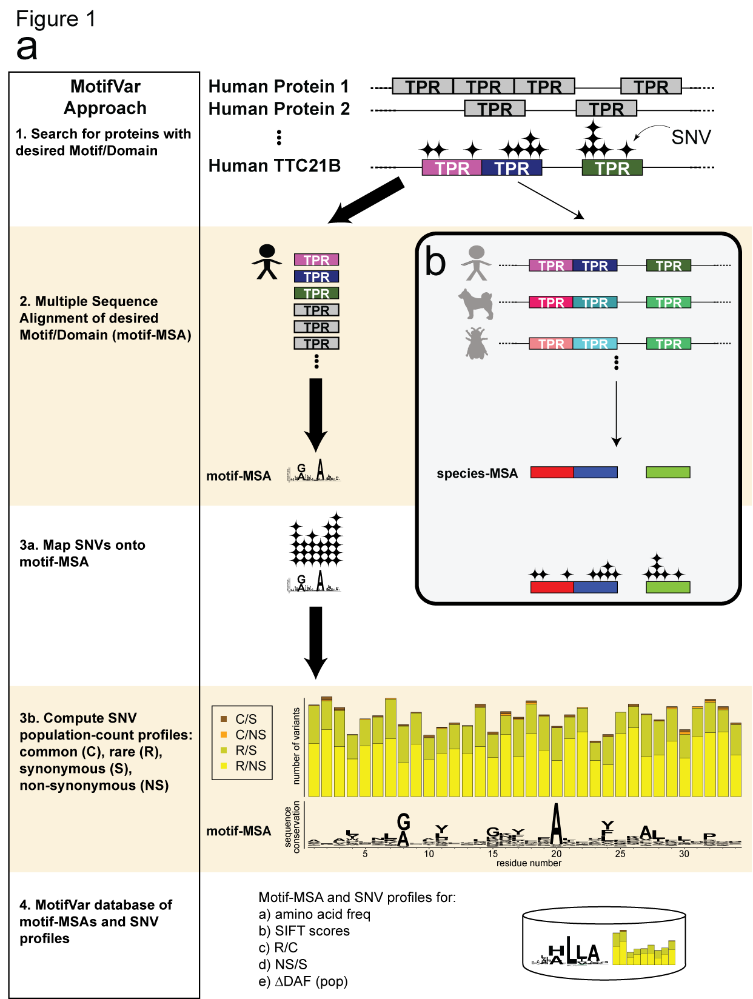 Figure 1
a
MotifVar
Approach
1. Search for proteins with
desired Motif/Domain
Human Protein 1
TPR TPR TPR TPR
Human Protein 2
TPR TPR
SNV
Human TTC21B
TPR TPR TPR
2. Multiple Sequence
Alignment of desired
Motif/Domain (motif-MSA)
TPR
TPR
TPR
TPR
TPR
TPR
motif-MSA
G
A A
b
TPR TPR TPR
TPR TPR TPR
TPR TPR TPR
species-MSA
3a. Map SNVs onto
motif-MSA
G
A A
3b. Compute SNV
population-count profiles:
common (C), rare (R),
synonymous (S),
non-synonymous (NS)
C/S
C/NS
R/S
R/NS
number of variants
motif-MSA
sequence
conservation
G A Y G Y A Y F A L P
5 10 15 20 25 30
residue number
4. MotifVar database of
motif-MSAs and SNV
profiles
Motif-MSA and SNV profiles for:
a) amino acid freq
b) SIFT scores
c) R/C
d) NS/S
e) ΔDAF (pop)
H A L L A